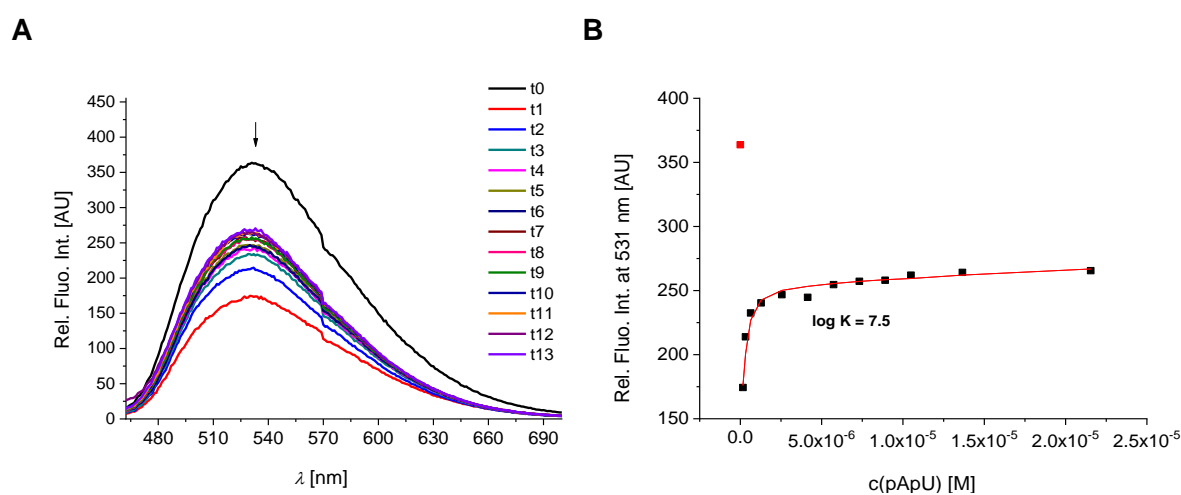 A
Rel. Fluo. Int. [AU]
450
400
350
300
250
200
150
100
50
0
480 510 540 570 600 630 660 690
λ [nm]
t0
t1
t2
t3
t4
t5
t6
t7
t8
t9
t10
t11
t12
t13
B
Rel. Fluo. Int. at 531 nm [AU]
400
350
300
250
200
150
log K = 7.5
0.0 5.0x10⁻⁶ 1.0x10⁻⁵ 1.5x10⁻⁵ 2.0x10⁻⁵ 2.5x10⁻⁵
c(pApU) [M]